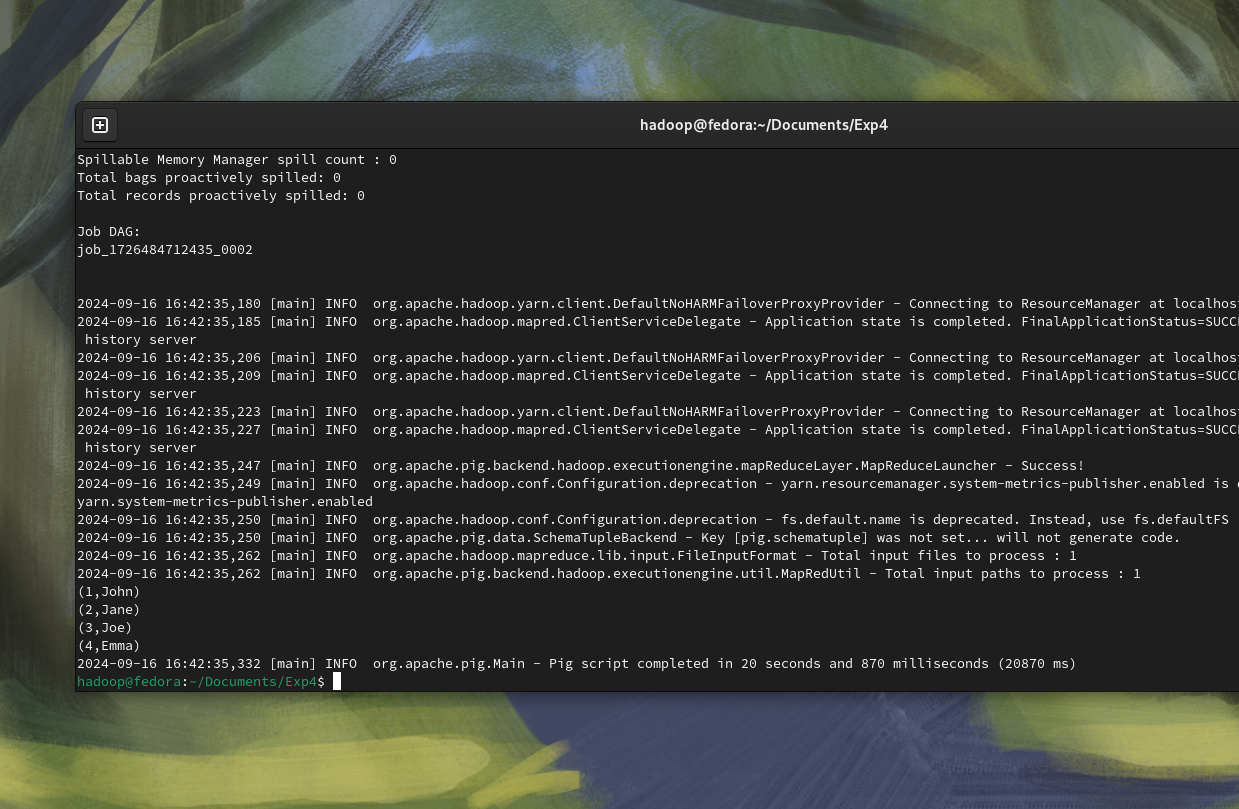 hadoop@fedora:~/Documents/Exp4
Spillable Memory Manager spill count : 0
Total bags proactively spilled: 0
Total records proactively spilled: 0
Job DAG:
job_1726484712435_0002
2024-09-16 16:42:35,180 [main] INFO  org.apache.hadoop.yarn.client.DefaultNoHARMFailoverProxyProvider - Connecting to ResourceManager at localhos
2024-09-16 16:42:35,185 [main] INFO  org.apache.hadoop.mapred.ClientServiceDelegate - Application state is completed. FinalApplicationStatus=SUCC
 history server
2024-09-16 16:42:35,206 [main] INFO  org.apache.hadoop.yarn.client.DefaultNoHARMFailoverProxyProvider - Connecting to ResourceManager at localhos
2024-09-16 16:42:35,209 [main] INFO  org.apache.hadoop.mapred.ClientServiceDelegate - Application state is completed. FinalApplicationStatus=SUCC
 history server
2024-09-16 16:42:35,223 [main] INFO  org.apache.hadoop.yarn.client.DefaultNoHARMFailoverProxyProvider - Connecting to ResourceManager at localhos
2024-09-16 16:42:35,227 [main] INFO  org.apache.hadoop.mapred.ClientServiceDelegate - Application state is completed. FinalApplicationStatus=SUCC
 history server
2024-09-16 16:42:35,247 [main] INFO  org.apache.pig.backend.hadoop.executionengine.mapReduceLayer.MapReduceLauncher - Success!
2024-09-16 16:42:35,249 [main] INFO  org.apache.hadoop.conf.Configuration.deprecation - yarn.resourcemanager.system-metrics-publisher.enabled is
yarn.system-metrics-publisher.enabled
2024-09-16 16:42:35,250 [main] INFO  org.apache.hadoop.conf.Configuration.deprecation - fs.default.name is deprecated. Instead, use fs.defaultFS
2024-09-16 16:42:35,250 [main] INFO  org.apache.pig.data.SchemaTupleBackend - Key [pig.schematuple] was not set... will not generate code.
2024-09-16 16:42:35,262 [main] INFO  org.apache.hadoop.mapreduce.lib.input.FileInputFormat - Total input files to process : 1
2024-09-16 16:42:35,262 [main] INFO  org.apache.pig.backend.hadoop.executionengine.util.MapRedUtil - Total input paths to process : 1
(1,John)
(2,Jane)
(3,Joe)
(4,Emma)
2024-09-16 16:42:35,332 [main] INFO  org.apache.pig.Main - Pig script completed in 20 seconds and 870 milliseconds (20870 ms)
hadoop@fedora:~/Documents/Exp4$